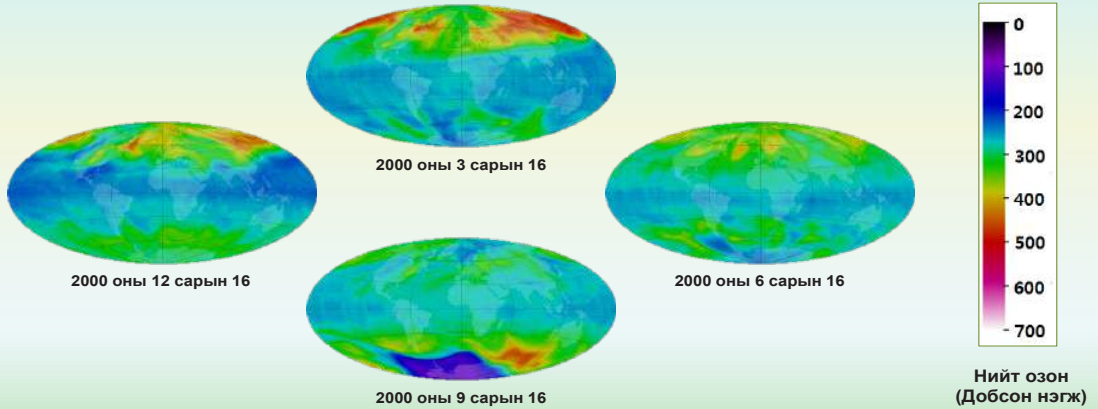 2000 оны 3 сарын 16
2000 оны 12 сарын 16
2000 оны 6 сарын 16
2000 оны 9 сарын 16
0
100
200
300
400
500
600
700
Нийт озон
(Добсон нэгж)